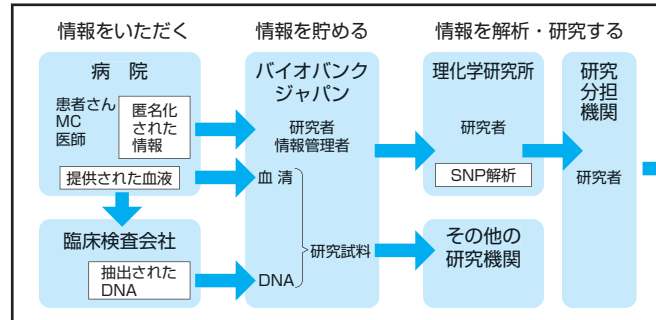 情報をいただく
病 院
患者さん
MC
医師
匿名化
された
情報
提供された血液
臨床検査会社
抽出された
DNA
情報を貯める
バイオバンク
ジャパン
研究者
情報管理者
血 清
研究試料
DNA
情報を解析・研究する
理化学研究所
研究者
SNP解析
その他の
研究機関
研究
分担
機関
研究者